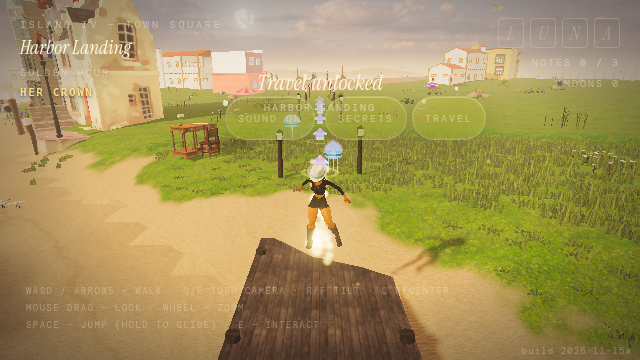 ISLAND IV — TOWN SQUARE
Harbor Landing
GOLDEN HOUR
HER CROWN
LUNA
NOTES 0 / 3
MOONS 0
Travel unlocked
HARBOR LANDING
SOUND
SECRETS
TRAVEL
WASD / ARROWS — WALK · Q/E TURN CAMERA · R/F TILT · C RECENTER
MOUSE DRAG — LOOK · WHEEL — ZOOM
SPACE — JUMP (HOLD TO GLIDE) · E — INTERACT
build 2026-11-15a